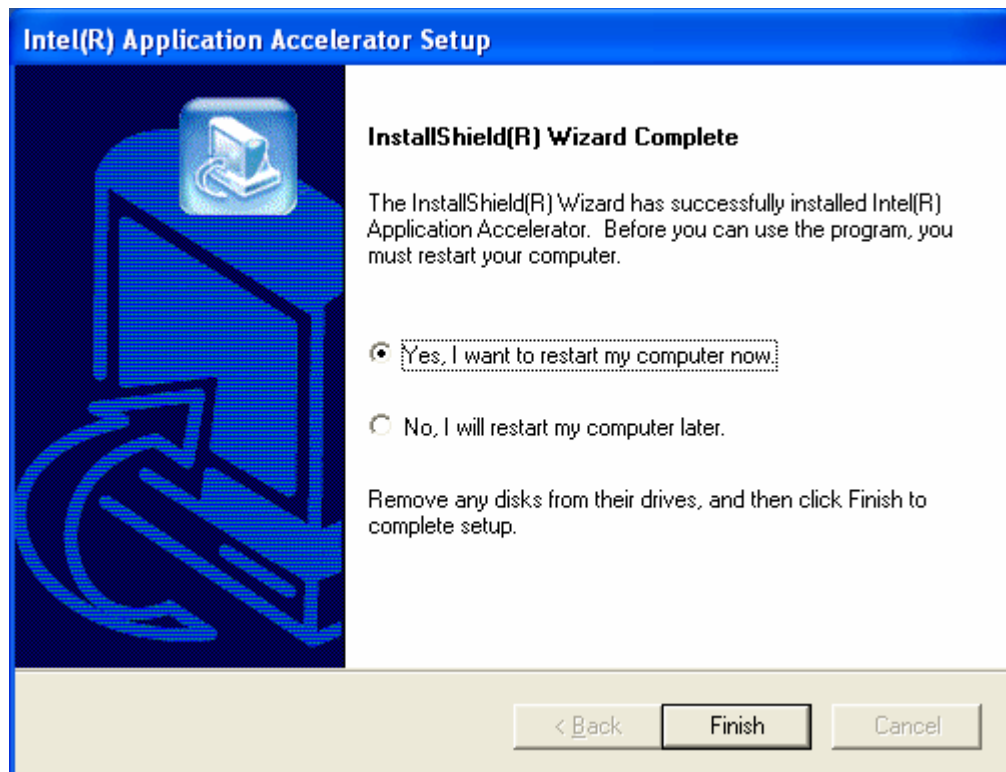 Intel(R) Application Accelerator Setup
InstallShield(R) Wizard Complete
The InstallShield(R) Wizard has successfully installed Intel(R)
Application Accelerator.  Before you can use the program, you
must restart your computer.
Yes, I want to restart my computer now.
No, I will restart my computer later.
Remove any disks from their drives, and then click Finish to
complete setup.
< Back
Finish
Cancel